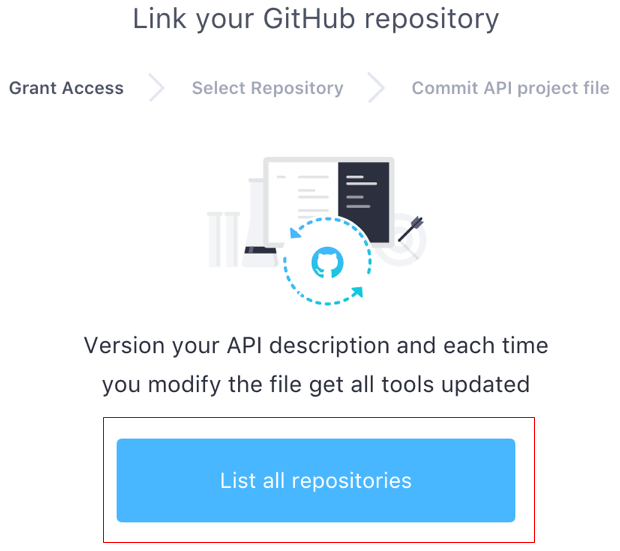 Link your GitHub repository
Grant Access
Select Repository
Commit API project file
Version your API description and each time
you modify the file get all tools updated
List all repositories